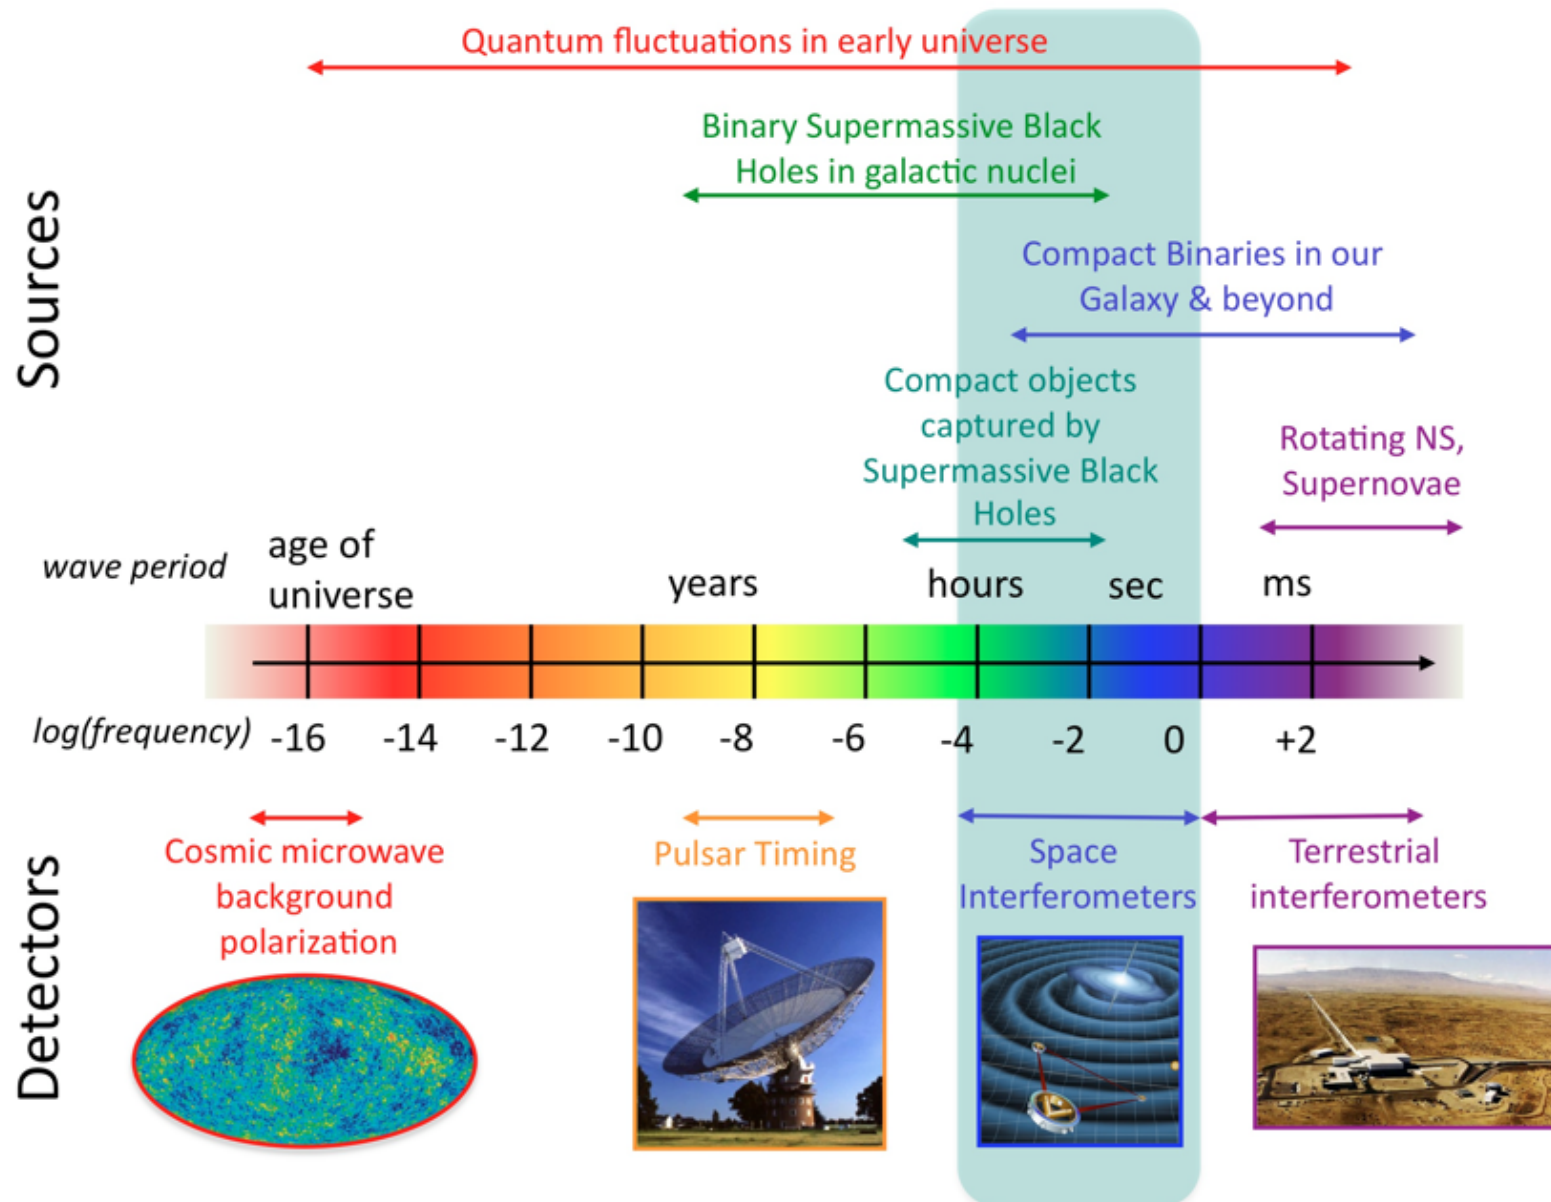 Quantum fluctuations in early universe
Binary Supermassive Black
Holes in galactic nuclei
Compact Binaries in our
Galaxy & beyond
Compact objects
captured by
Supermassive Black
Holes
Rotating NS,
Supernovae
Sources
wave period
age of
universe
years
hours
sec
ms
log(frequency)
-16
-14
-12
-10
-8
-6
-4
-2
0
+2
Detectors
Cosmic microwave
background
polarization
Pulsar Timing
Space
Interferometers
Terrestrial
interferometers